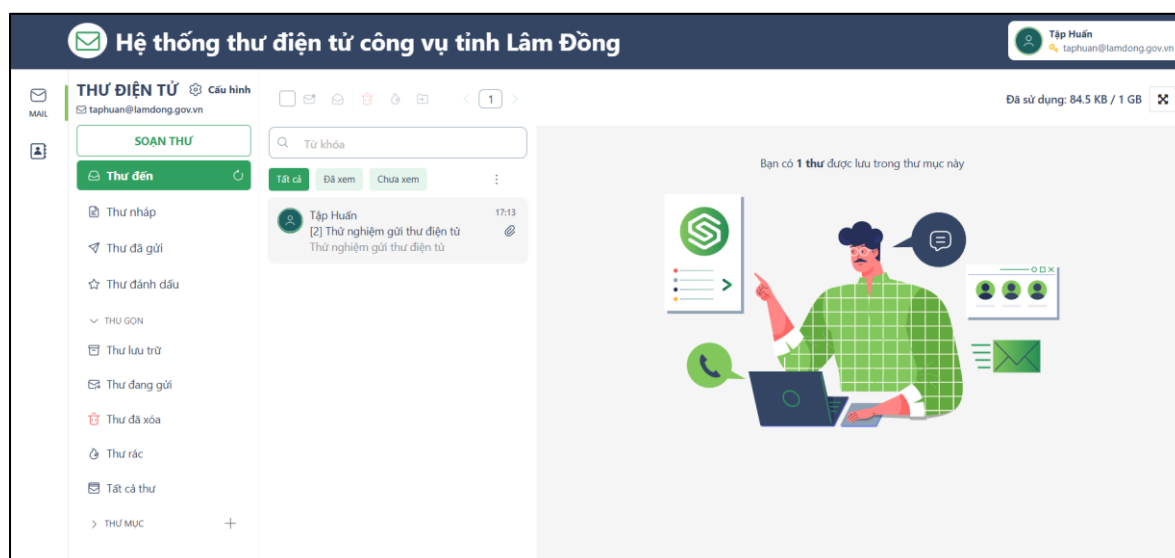 Hệ thống thư điện tử công vụ tỉnh Lâm Đồng
Tập Huấn
taphuan@lamdong.gov.vn
MAIL
THƯ ĐIỆN TỬ Cấu hình
taphuan@lamdong.gov.vn
SOẠN THƯ
Thư đến
Thư nháp
Thư đã gửi
Thư đánh dấu
THU GỌN
Thư lưu trữ
Thư đang gửi
Thư đã xóa
Thư rác
Tất cả thư
THƯ MỤC
1
Từ khóa
Tất cả Đã xem Chưa xem
Tập Huấn 17:13
[2] Thử nghiệm gửi thư điện tử
Thử nghiệm gửi thư điện tử
Đã sử dụng: 84.5 KB / 1 GB
Bạn có 1 thư được lưu trong thư mục này